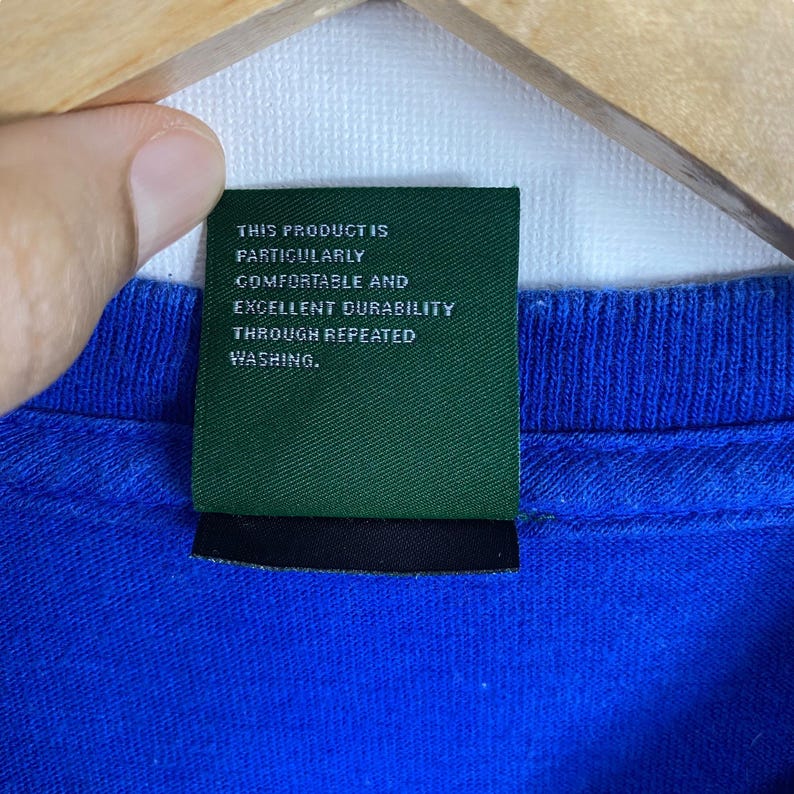 THIS PRODUCT IS
PARTICULARLY
COMFORTABLE AND
EXCELLENT DURABILITY
THROUGH REPEATED
WASHING.